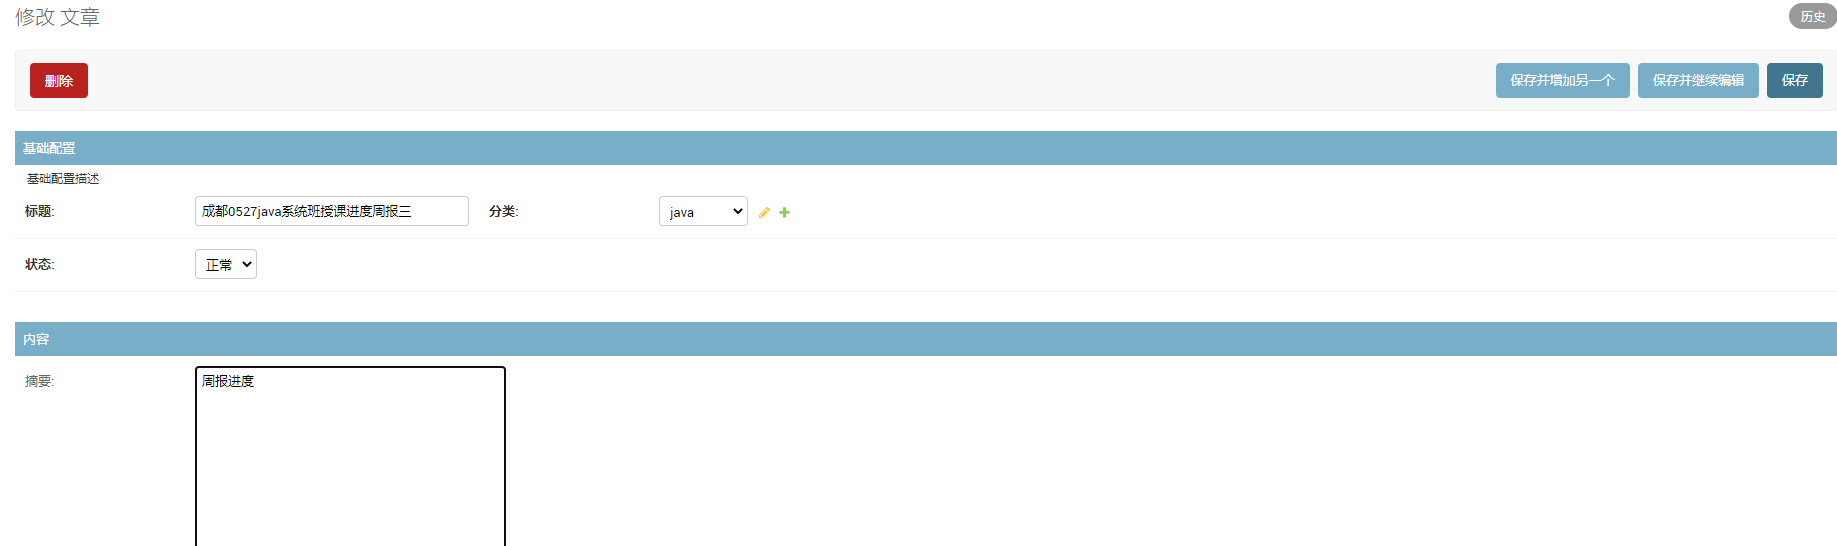 修改 文章
历史
删除
保存并增加另一个
保存并继续编辑
保存
基础配置
基础配置描述
标题:
成都0527java系统班授课进度周报三
分类:
java
状态:
正常
内容
摘要:
周报进度